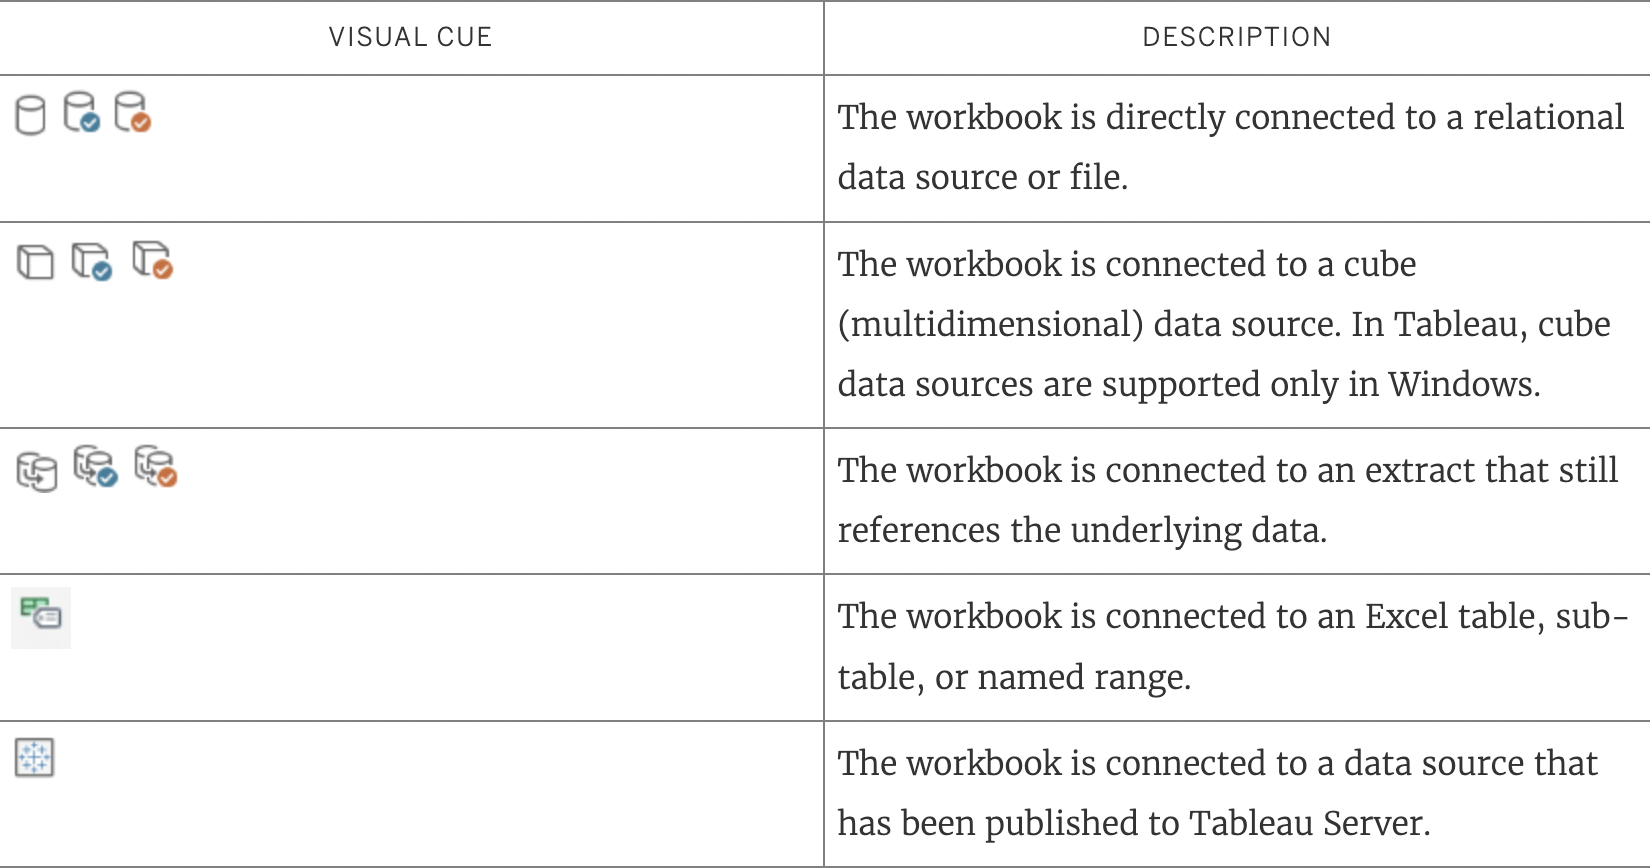 VISUAL CUE
DESCRIPTION
The workbook is directly connected to a relational
data source or file.
The workbook is connected to a cube
(multidimensional) data source. In Tableau, cube
data sources are supported only in Windows.
The workbook is connected to an extract that still
references the underlying data.
The workbook is connected to an Excel table, sub-
table, or named range.
The workbook is connected to a data source that
has been published to Tableau Server.